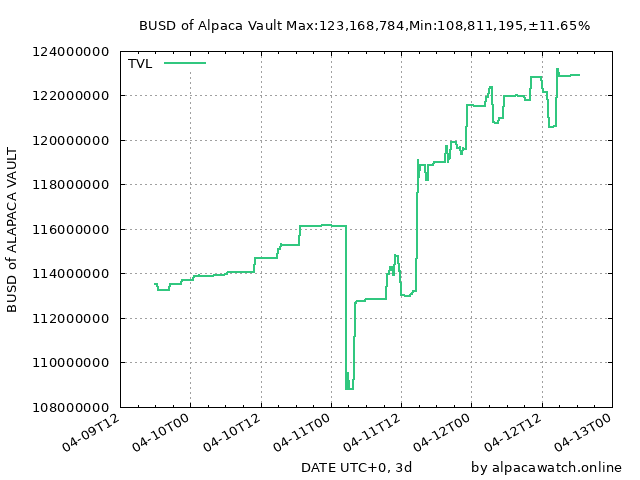 BUSD of Alpaca Vault Max:123,168,784,Min:108,811,195,±11.65%
TVL
124000000
122000000
120000000
118000000
116000000
114000000
112000000
110000000
108000000
BUSD of ALAPACA VAULT
04-09T12
04-10T00
04-10T12
04-11T00
04-11T12
04-12T00
04-12T12
04-13T00
DATE UTC+0, 3d
by alpacawatch.online